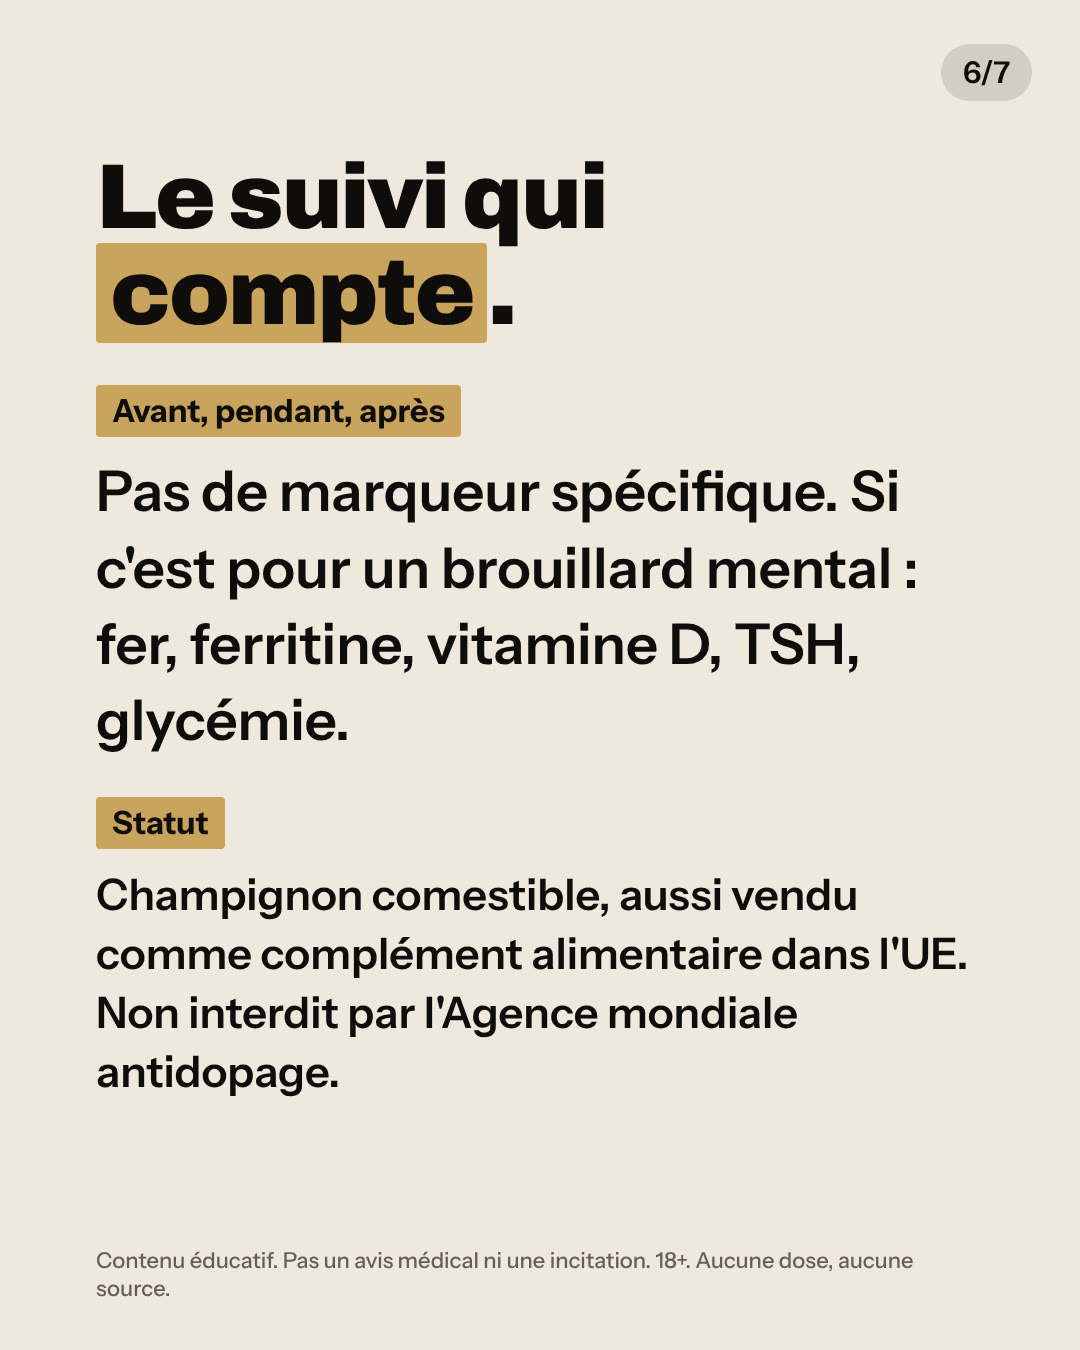 6/7
Le suivi qui
compte.
Avant, pendant, après
Pas de marqueur spécifique. Si
c'est pour un brouillard mental :
fer, ferritine, vitamine D, TSH,
glycémie.
Statut
Champignon comestible, aussi vendu
comme complément alimentaire dans l'UE.
Non interdit par l'Agence mondiale
antidopage.
Contenu éducatif. Pas un avis médical ni une incitation. 18+. Aucune dose, aucune
source.